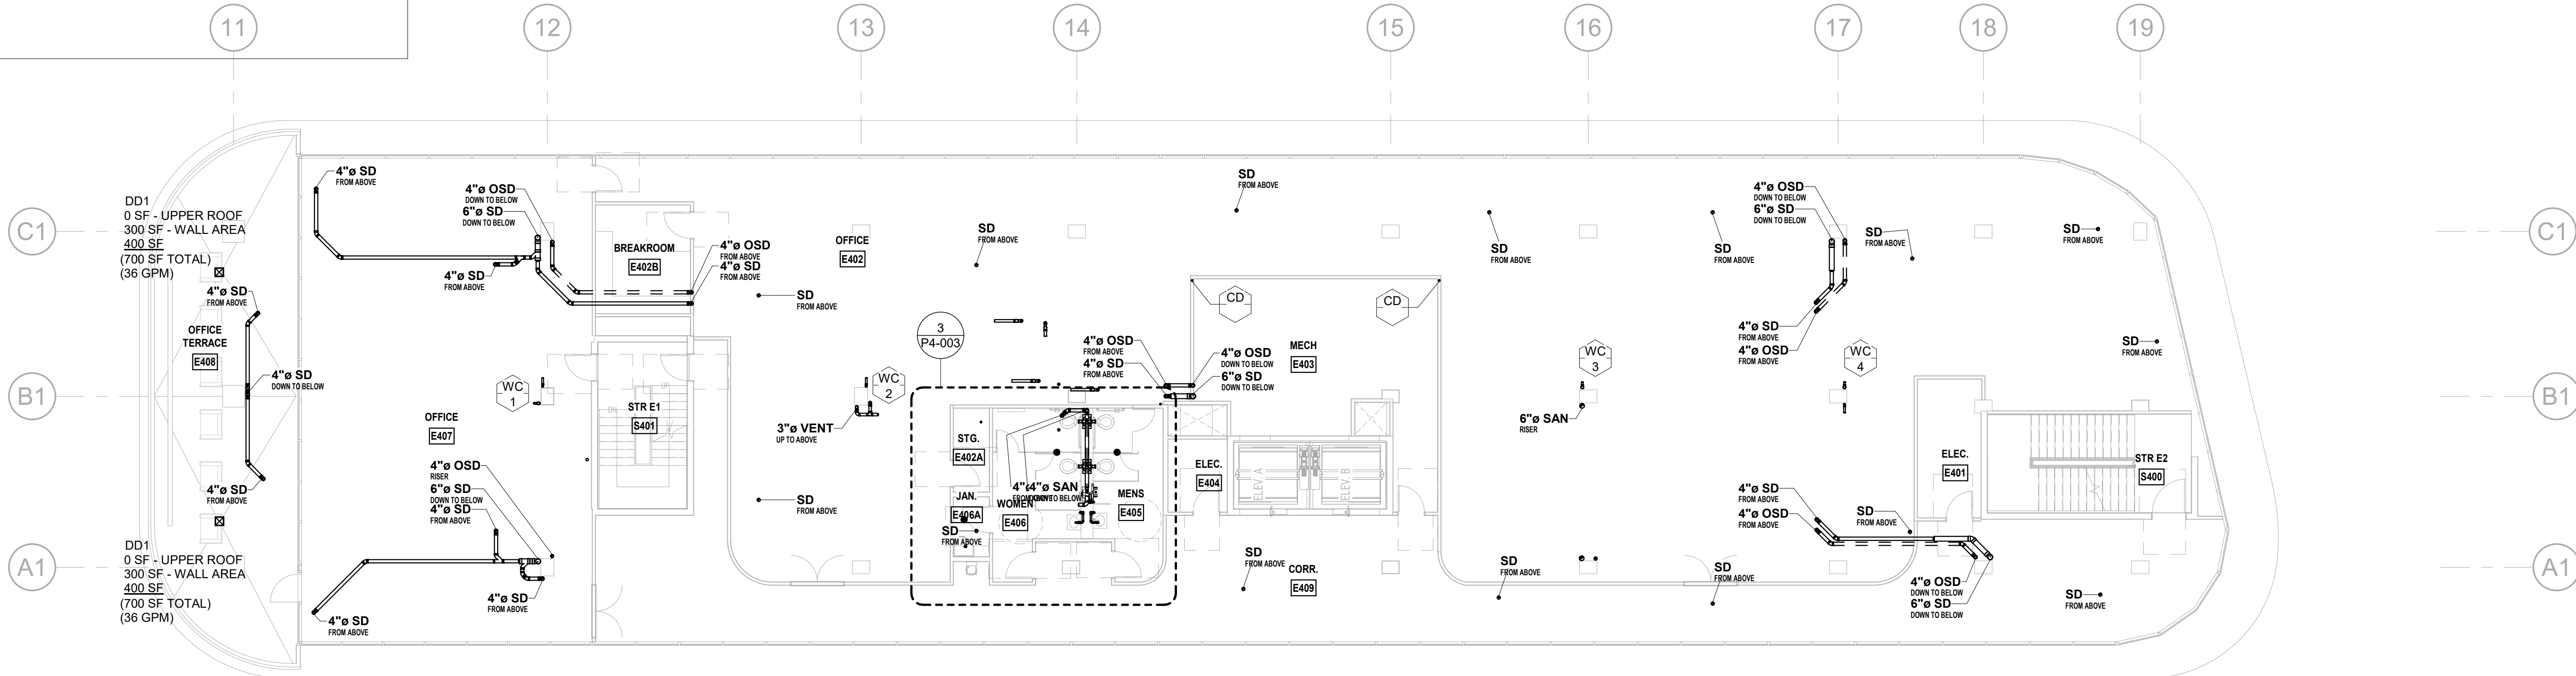 11
12
13
14
15
16
17
18
19
C1
C1
B1
B1
A1
A1
DD1
0 SF - UPPER ROOF
300 SF - WALL AREA
400 SF
(700 SF TOTAL)
(36 GPM)
4"ø SD
FROM ABOVE
4"ø OSD
DOWN TO BELOW
6"ø SD
DOWN TO BELOW
4"ø SD
FROM ABOVE
BREAKROOM
E402B
4"ø OSD
FROM ABOVE
4"ø SD
FROM ABOVE
OFFICE
E402
SD
FROM ABOVE
SD
FROM ABOVE
SD
FROM ABOVE
SD
FROM ABOVE
SD
FROM ABOVE
4"ø OSD
DOWN TO BELOW
6"ø SD
DOWN TO BELOW
SD
FROM ABOVE
SD
FROM ABOVE
4"ø SD
FROM ABOVE
OFFICE
TERRACE
E408
4"ø SD
DOWN TO BELOW
4"ø SD
FROM ABOVE
CD
CD
3
P4-003
4"ø OSD
FROM ABOVE
4"ø SD
FROM ABOVE
4"ø OSD
DOWN TO BELOW
6"ø SD
DOWN TO BELOW
MECH
E403
4"ø SD
FROM ABOVE
4"ø OSD
FROM ABOVE
SD
FROM ABOVE
WC
1
WC
2
WC
3
WC
4
OFFICE
E407
STR E1
S401
DN
3"ø VENT
UP TO ABOVE
6"ø SAN
RISER
STG.
E402A
ELEC.
E404
ELEV. A
ELEV. B
ELEC.
E401
STR E2
S400
4"ø OSD
RISER
6"ø SD
DOWN TO BELOW
4"ø SD
FROM ABOVE
SD
FROM ABOVE
JAN.
E406A
WOMEN
E406
4"ø SAN
MENS
E405
SD
FROM ABOVE
4"ø SD
FROM ABOVE
4"ø OSD
FROM ABOVE
SD
FROM ABOVE
DD1
0 SF - UPPER ROOF
300 SF - WALL AREA
400 SF
(700 SF TOTAL)
(36 GPM)
4"ø SD
FROM ABOVE
4"ø SD
FROM ABOVE
SD
FROM ABOVE
CORR.
E409
SD
FROM ABOVE
SD
FROM ABOVE
4"ø OSD
DOWN TO BELOW
6"ø SD
DOWN TO BELOW
SD
FROM ABOVE